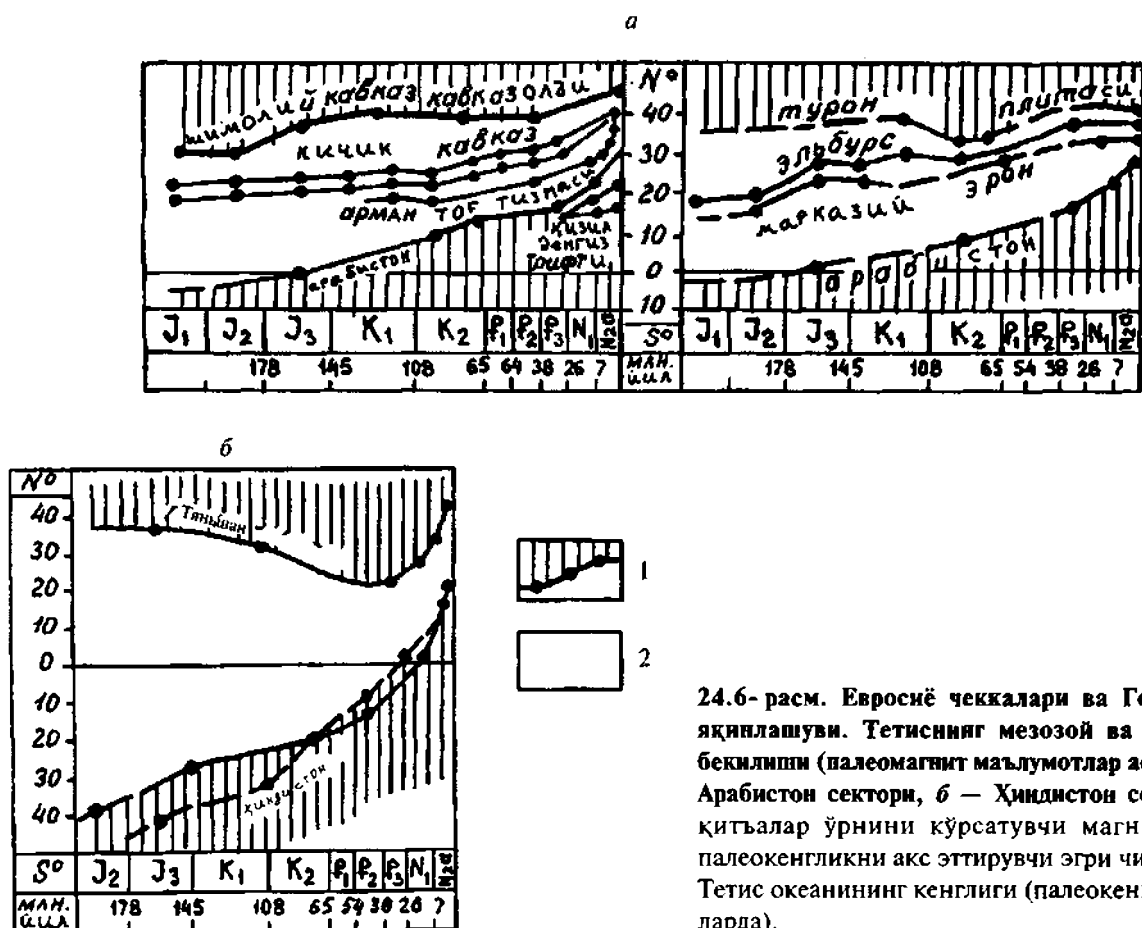 а
N°
40
30
20
10
0
10
S°
МЛН.
ЙИЛ
шимолий кавказ кавказолди
кичик кавказ
арман тоғ тизмаси
арабистон
қизил
денгиз
рифти
J₁ J₂ J₃ K₁ K₂ P₁ P₂ P₃ N₁ N₂Q
178 145 108 65 64 38 26 7
турон плитаси
эльбурс
марказий эрон
арабистон
J₁ J₂ J₃ K₁ K₂ P₁ P₂ P₃ N₁ N₂Q
178 145 108 65 54 38 26 7
б
N°
40
30
20
10
0
10
20
30
40
Тяньшан
ҳиндистон
S° J₂ J₃ K₁ K₂ P₁ P₂ P₃ N₁ N₂Q
МЛН.
ЙИЛ
178 145 108 65 54 38 26 7
1
2
24.6- расм. Евросиё чеккалари ва
яқинлашуви. Тетиснинг мезозой ва
бекилиши (палеомагнит маълумотлар
Арабистон сектори, б — Ҳиндистон
қитъалар ўрнини кўрсатувчи магн
палеокенгликни акс эттирувчи эгри чи
Тетис океанининг кенглиги (палеокен
ларда).